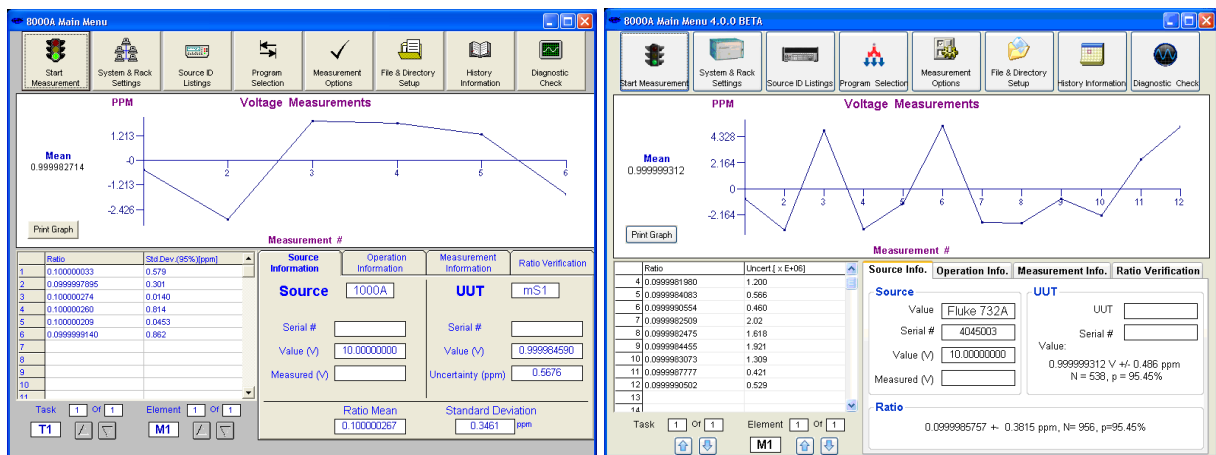 8000A Main Menu
Start Measurement
System & Rack Settings
Source ID Listings
Program Selection
Measurement Options
File & Directory Setup
History Information
Diagnostic Check
PPM
Voltage Measurements
1.213
-0
-1.213
-2.426
2 3 4 5 6
Mean
0.999982714
Print Graph
Measurement #
Ratio Std.Dev.(95%)[ppm]
1 0.100000033 0.579
2 0.0999997895 0.301
3 0.100000274 0.0140
4 0.100000260 0.814
5 0.100000209 0.0453
6 0.0999999140 0.862
7
8
9
10
11
Task 1 Of 1 Element 1 Of 1
T1 M1
Source Information
Operation Information
Measurement Information
Ratio Verification
Source 1000A UUT mS1
Serial # Serial #
Value (V) 10.00000000 Value (V) 0.999984590
Measured (V) Uncertainty (ppm) 0.5676
Ratio Mean Standard Deviation
0.100000267 0.3461 ppm
8000A Main Menu 4.0.0 BETA
Start Measurement
System & Rack Settings
Source ID Listings
Program Selection
Measurement Options
File & Directory Setup
History Information
Diagnostic Check
PPM
Voltage Measurements
4.328
2.164
0
-2.164
2 3 4 5 6 7 8 9 10 11 12
Mean
0.999999312
Print Graph
Measurement #
Ratio Uncert.[ x E+06]
4 0.0999981980 1.200
5 0.0999984083 0.566
6 0.0999990554 0.460
7 0.0999982509 2.02
8 0.0999982475 1.618
9 0.0999984455 1.921
10 0.0999983073 1.309
11 0.0999987777 0.421
12 0.0999990502 0.529
13
14
Task 1 Of 1 Element 1 Of 1
M1
Source Info. Operation Info. Measurement Info. Ratio Verification
Source
Value Fluke 732A
Serial # 4045003
Value (V) 10.00000000
Measured (V)
UUT
UUT
Serial #
Value:
0.999999312 V +/- 0.486 ppm
N = 538, p = 95.45%
Ratio
0.0999985757 +- 0.3815 ppm, N= 956, p=95.45%